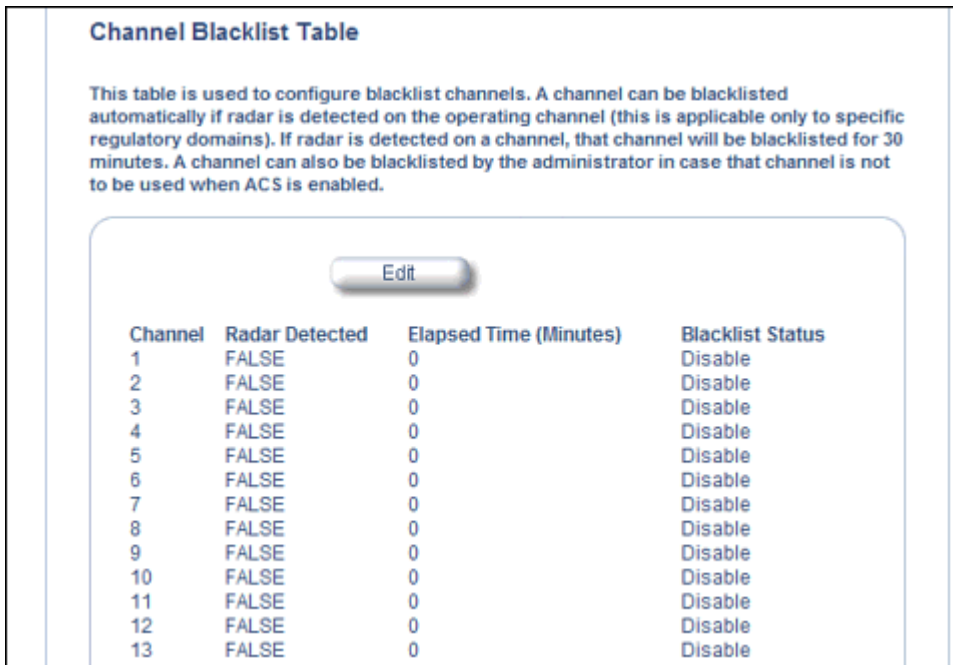 Channel Blacklist Table
This table is used to configure blacklist channels. A channel can be blacklisted
automatically if radar is detected on the operating channel (this is applicable only to specific
regulatory domains). If radar is detected on a channel, that channel will be blacklisted for 30
minutes. A channel can also be blacklisted by the administrator in case that channel is not
to be used when ACS is enabled.
Edit
Channel Radar Detected Elapsed Time (Minutes) Blacklist Status
1 FALSE 0 Disable
2 FALSE 0 Disable
3 FALSE 0 Disable
4 FALSE 0 Disable
5 FALSE 0 Disable
6 FALSE 0 Disable
7 FALSE 0 Disable
8 FALSE 0 Disable
9 FALSE 0 Disable
10 FALSE 0 Disable
11 FALSE 0 Disable
12 FALSE 0 Disable
13 FALSE 0 Disable